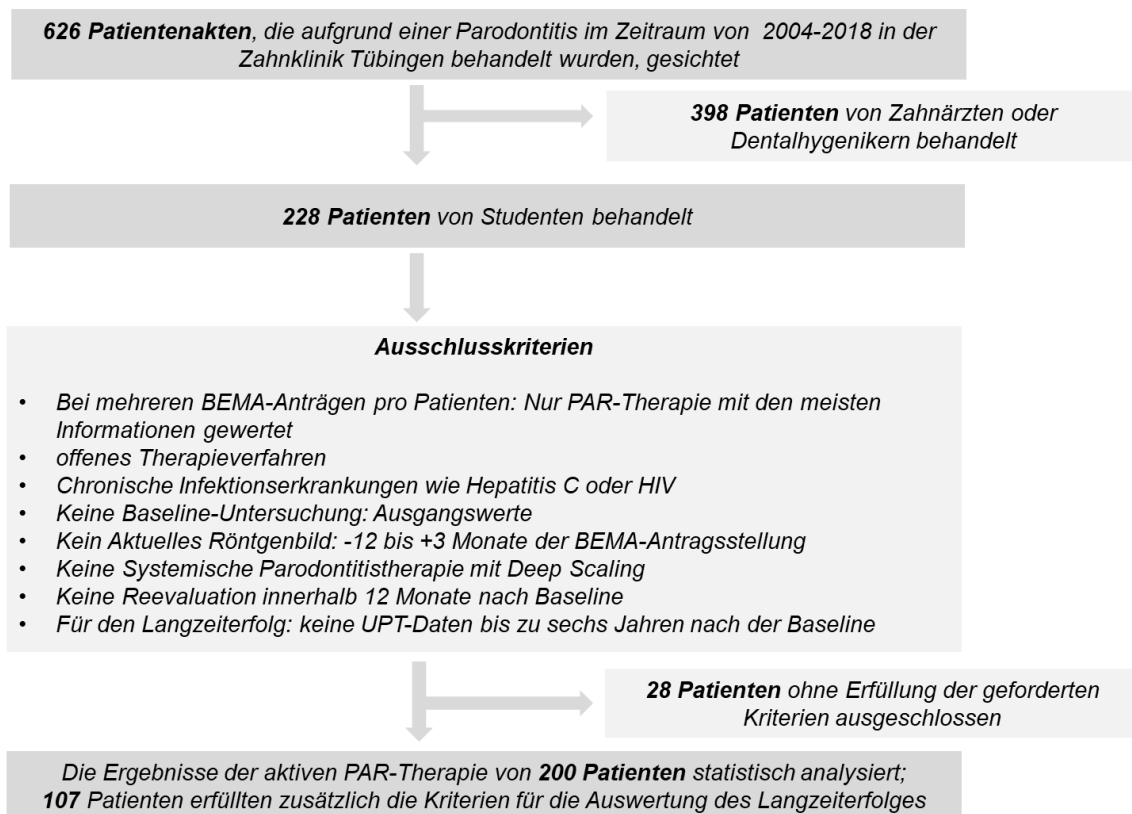 626 Patientenakten, die aufgrund einer Parodontitis im Zeitraum von 2004-2018 in der
Zahnklinik Tübingen behandelt wurden, gesichtet
398 Patienten von Zahnärzten oder
Dentalhygenikern behandelt
228 Patienten von Studenten behandelt
Ausschlusskriterien
• Bei mehreren BEMA-Anträgen pro Patienten: Nur PAR-Therapie mit den meisten
Informationen gewertet
• offenes Therapieverfahren
• Chronische Infektionserkrankungen wie Hepatitis C oder HIV
• Keine Baseline-Untersuchung: Ausgangswerte
• Kein Aktuelles Röntgenbild: -12 bis +3 Monate der BEMA-Antragsstellung
• Keine Systemische Parodontitistherapie mit Deep Scaling
• Keine Reevaluation innerhalb 12 Monate nach Baseline
• Für den Langzeiterfolg: keine UPT-Daten bis zu sechs Jahren nach der Baseline
28 Patienten ohne Erfüllung der geforderten
Kriterien ausgeschlossen
Die Ergebnisse der aktiven PAR-Therapie von 200 Patienten statistisch analysiert;
107 Patienten erfüllten zusätzlich die Kriterien für die Auswertung des Langzeiterfolges